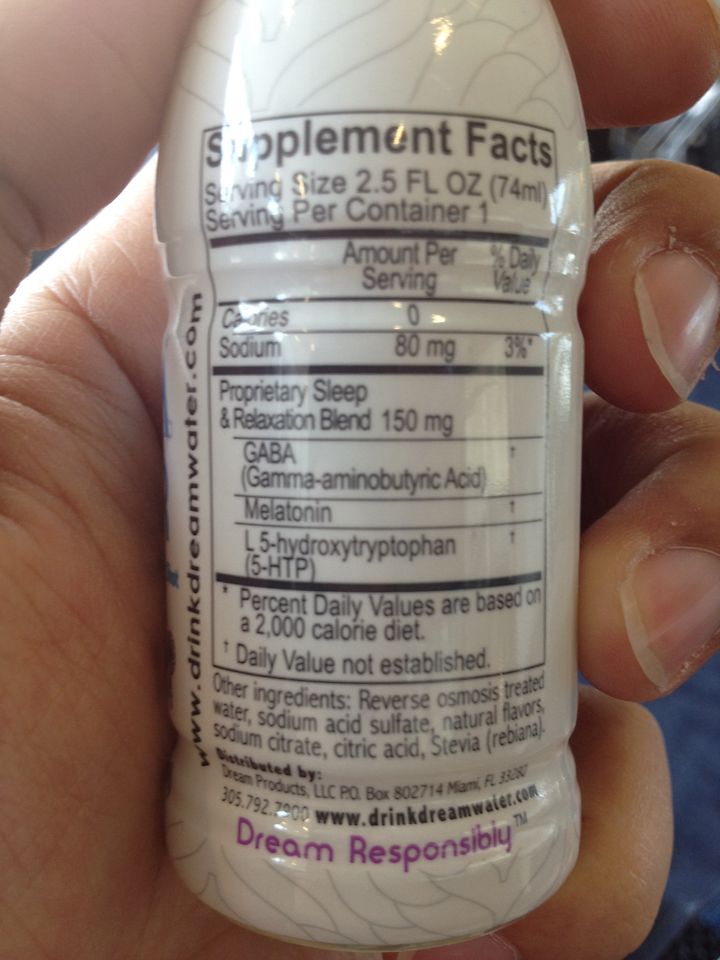 Supplement Facts
Serving Size 2.5 FL OZ (74ml)
Serving Per Container 1
Amount Per % Daily
Serving Value*
Calories 0
Sodium 80 mg 3%*
Proprietary Sleep
& Relaxation Blend 150 mg
GABA †
(Gamma-aminobutyric Acid)
Melatonin †
L 5-hydroxytryptophan †
(5-HTP)
* Percent Daily Values are based on
a 2,000 calorie diet.
† Daily Value not established.
Other ingredients: Reverse osmosis treated
water, sodium acid sulfate, natural flavors,
sodium citrate, citric acid, Stevia (rebiana).
Distributed by:
Dream Products, LLC P.O. Box 802714 Miami, FL 33280
305.792. www.drinkdreamwater.com
Dream Responsibly™
www.drinkdreamwater.com